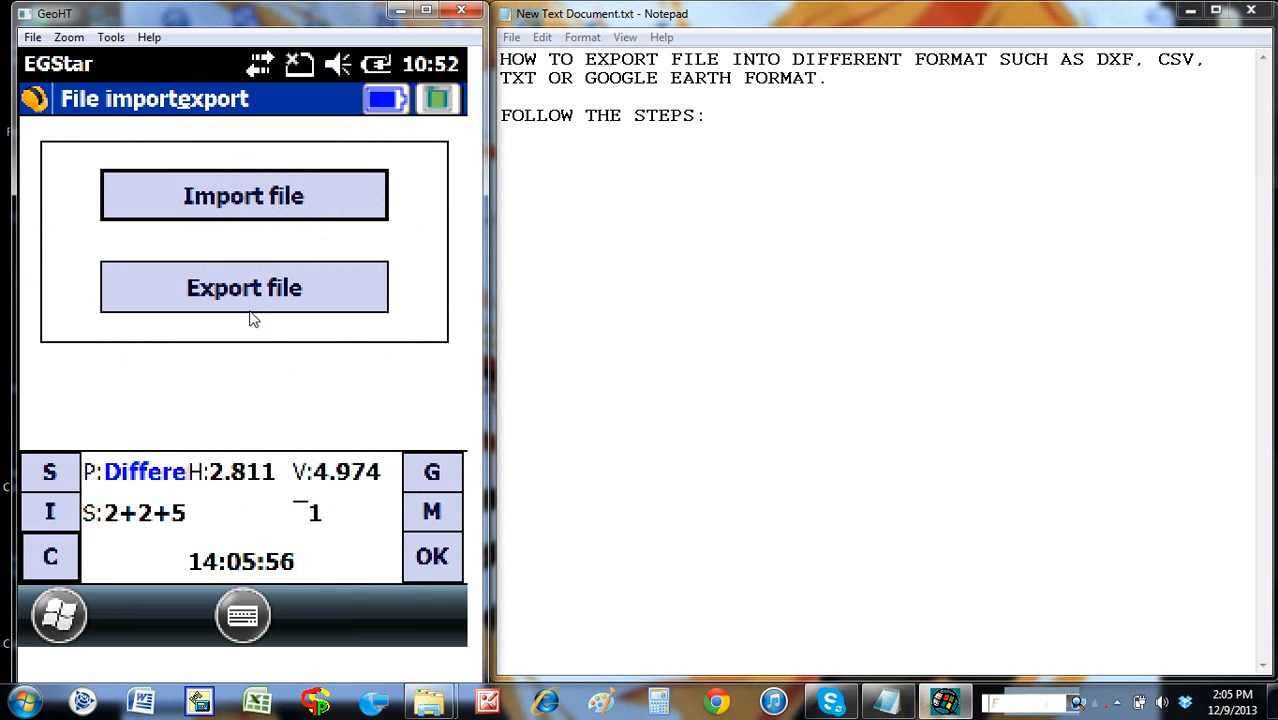 GeoHT
File Zoom Tools Help
EGStar 10:52
File importexport
Import file
Export file
S P:Differe H:2.811 V:4.974 G
I S:2+2+5 1 M
C 14:05:56 OK
New Text Document.txt - Notepad
File Edit Format View Help
HOW TO EXPORT FILE INTO DIFFERENT FORMAT SUCH AS DXF, CSV,
TXT OR GOOGLE EARTH FORMAT.
FOLLOW THE STEPS:
2:05 PM
12/9/2013